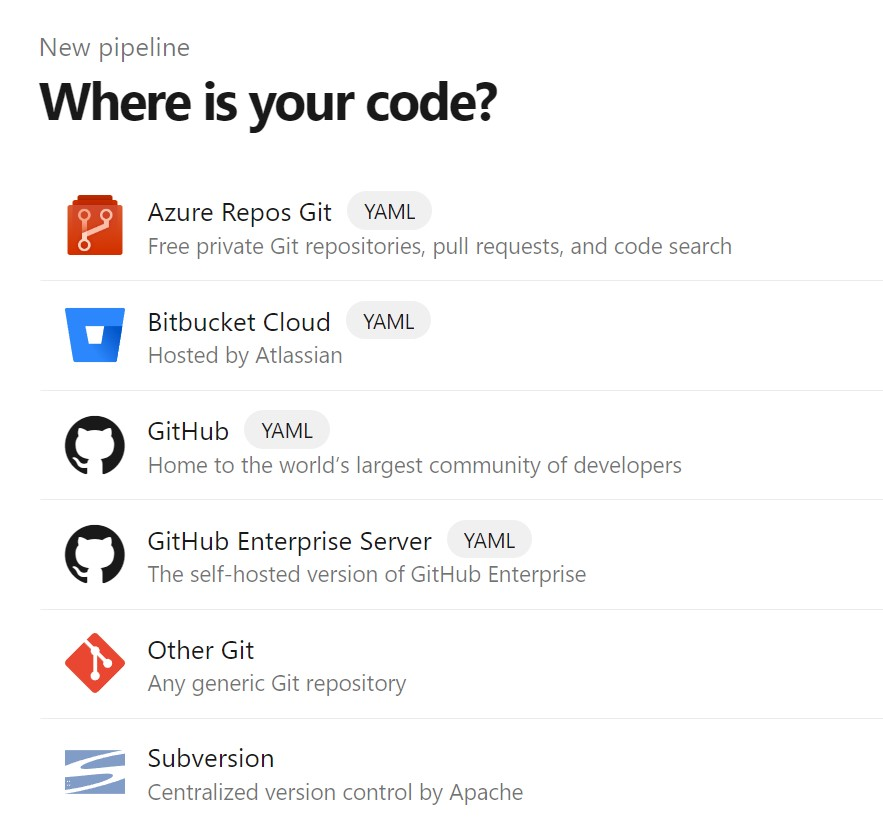 New pipeline
Where is your code?
Azure Repos Git YAML
Free private Git repositories, pull requests, and code search
Bitbucket Cloud YAML
Hosted by Atlassian
GitHub YAML
Home to the world’s largest community of developers
GitHub Enterprise Server YAML
The self-hosted version of GitHub Enterprise
Other Git
Any generic Git repository
Subversion
Centralized version control by Apache